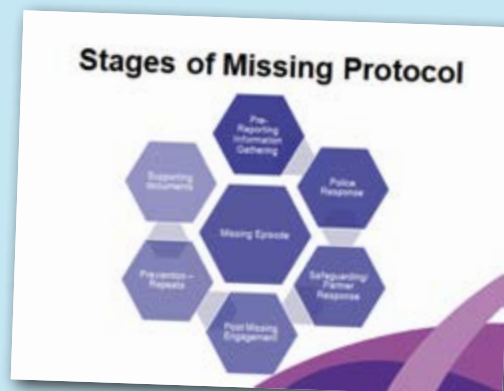 Stages of Missing Protocol
Pre-
Reporting
Information
Gathering
Police
Response
Safeguarding/
Partner
Response
Post Missing
Engagement
Prevention –
Repeats
Supporting
documents
Missing Episode